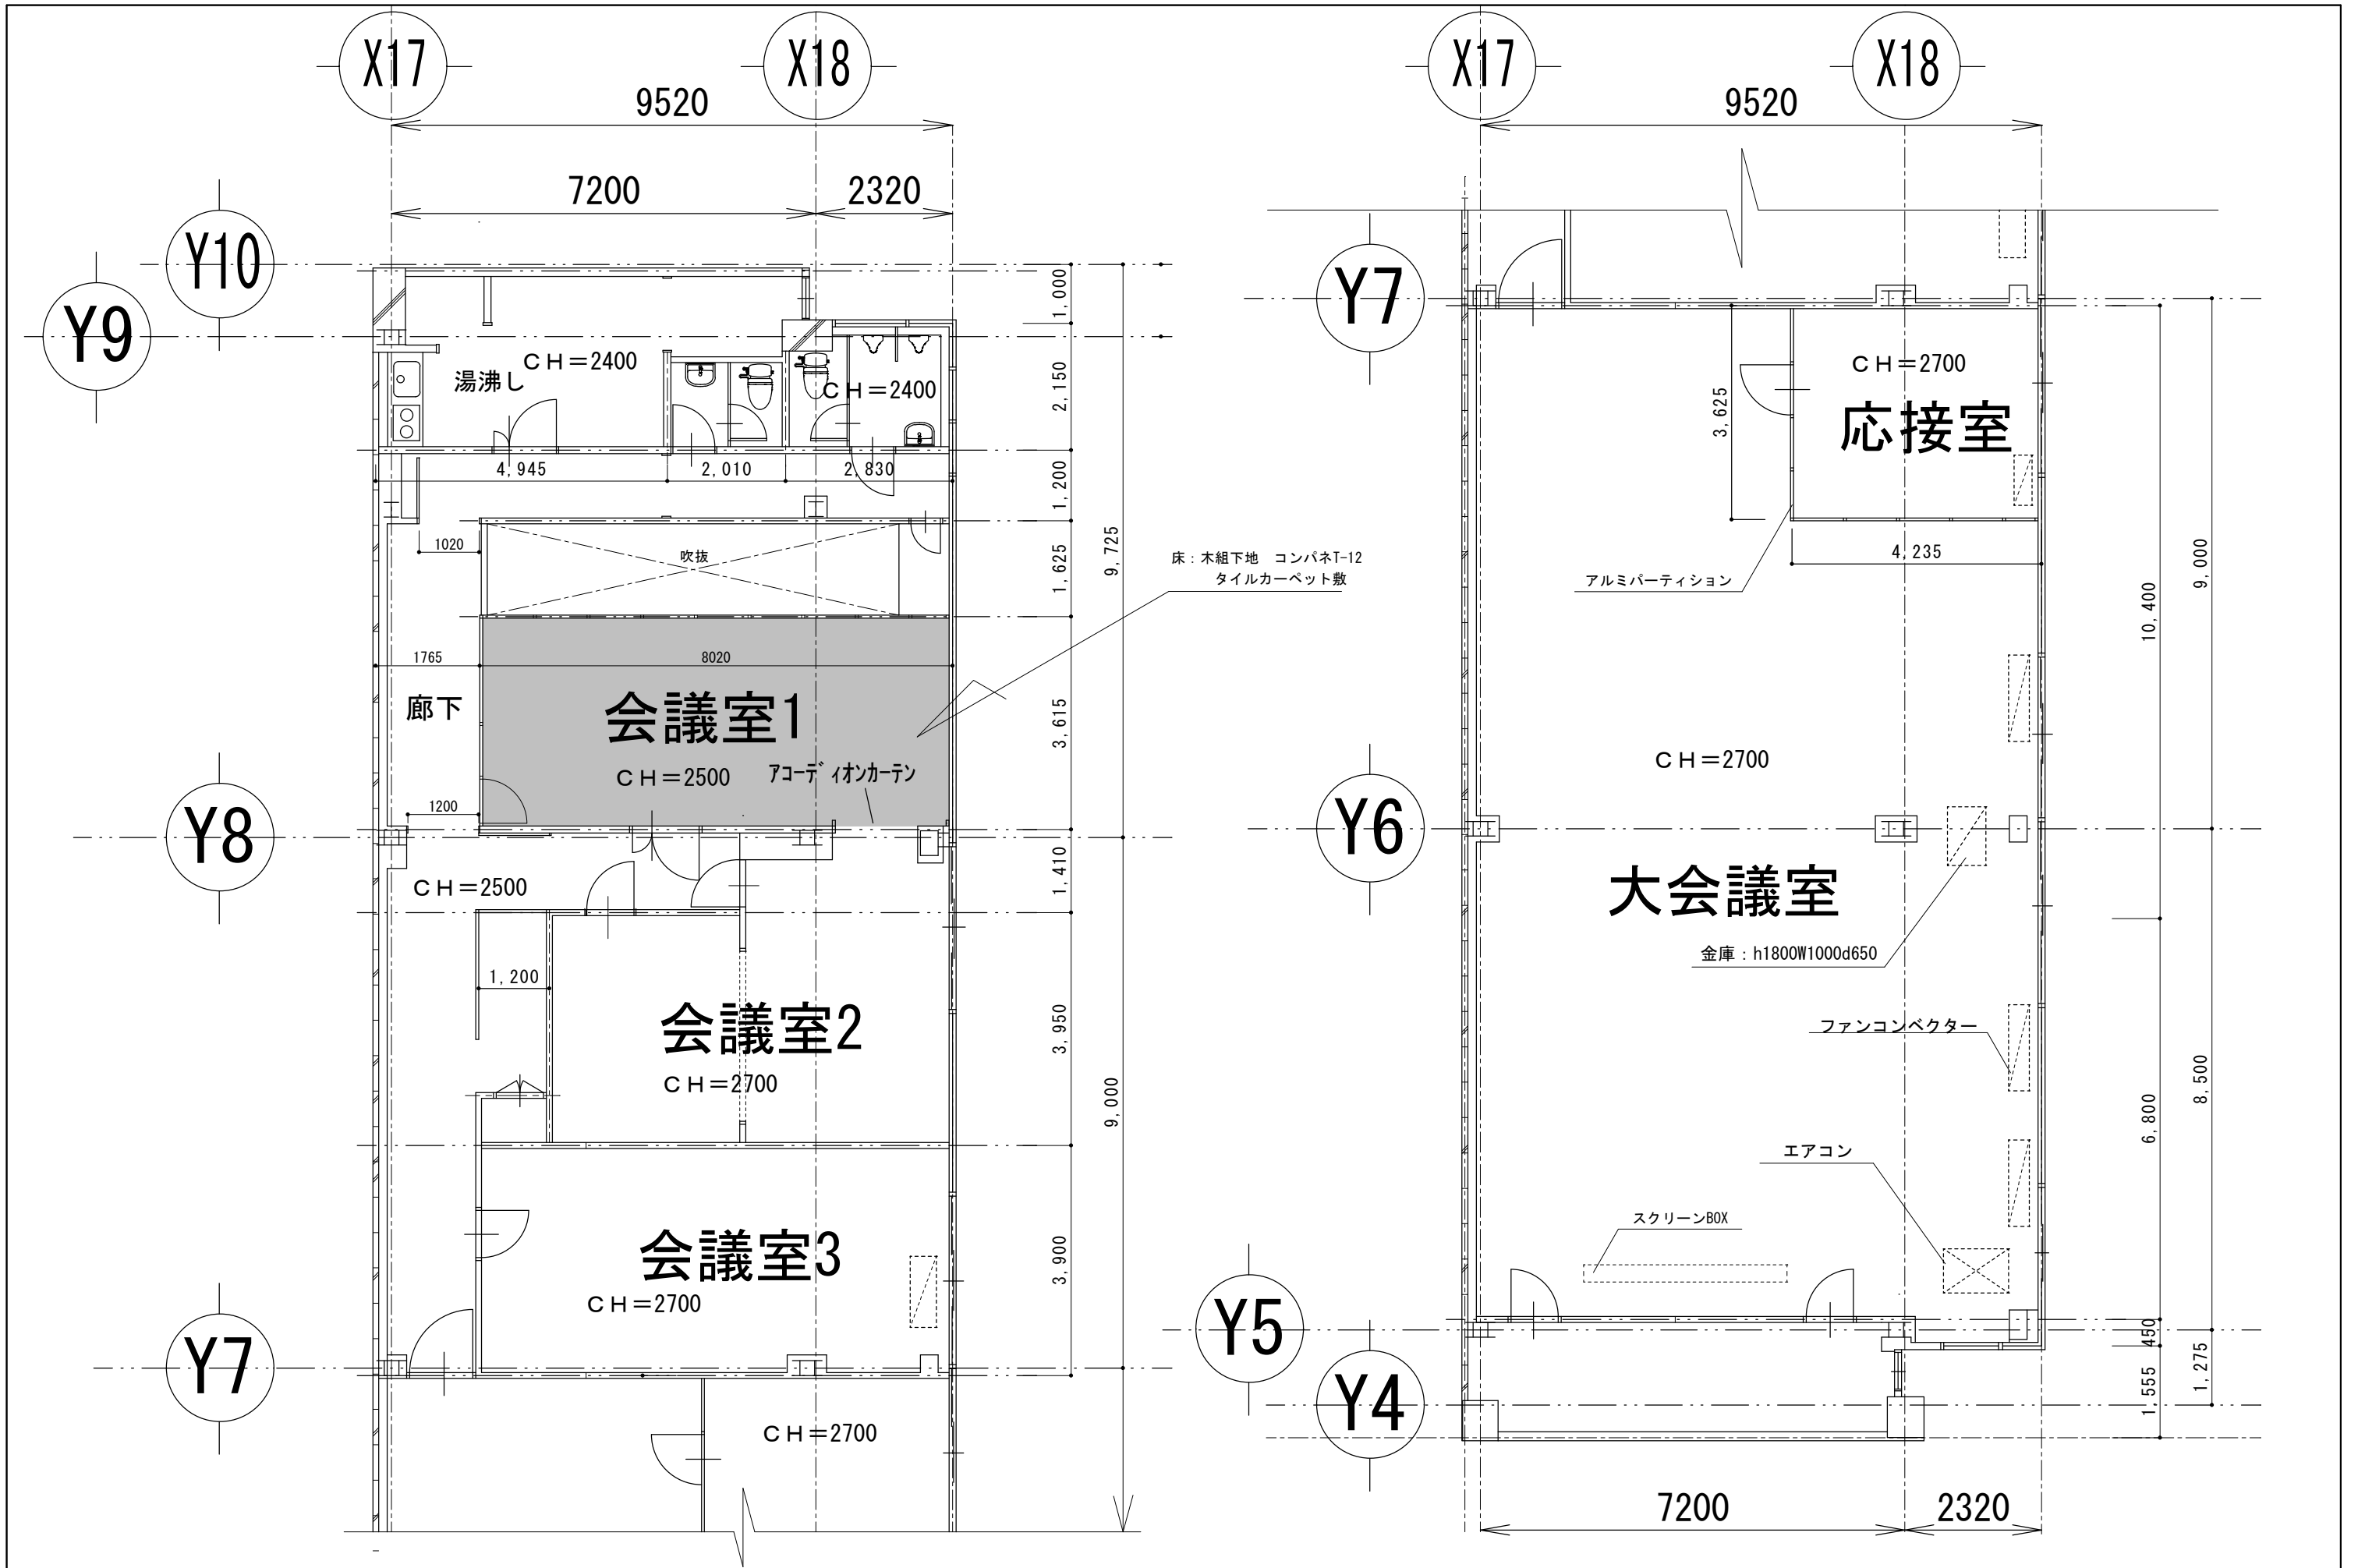 X17
X18
9520
7200
2320
Y10
Y9
1,000
CH=2400
湯沸し
CH=2400
2,150
4,945
2,010
2,830
1,200
1020
吹抜
1,625
9,725
床：木組下地 コンパネT-12
タイルカーペット敷
1765
8020
廊下
会議室1
3,615
CH=2500
アコーディオンカーテン
1200
Y8
CH=2500
1,410
1,200
会議室2
CH=2700
3,950
9,000
会議室3
CH=2700
3,900
Y7
CH=2700
X17
X18
9520
Y7
CH=2700
応接室
3,625
4,235
アルミパーティション
9,000
10,400
CH=2700
Y6
大会議室
金庫：h1800W1000d650
ファンコンベクター
8,500
6,800
エアコン
スクリーンBOX
Y5
450
1,275
1,555
Y4
7200
2320